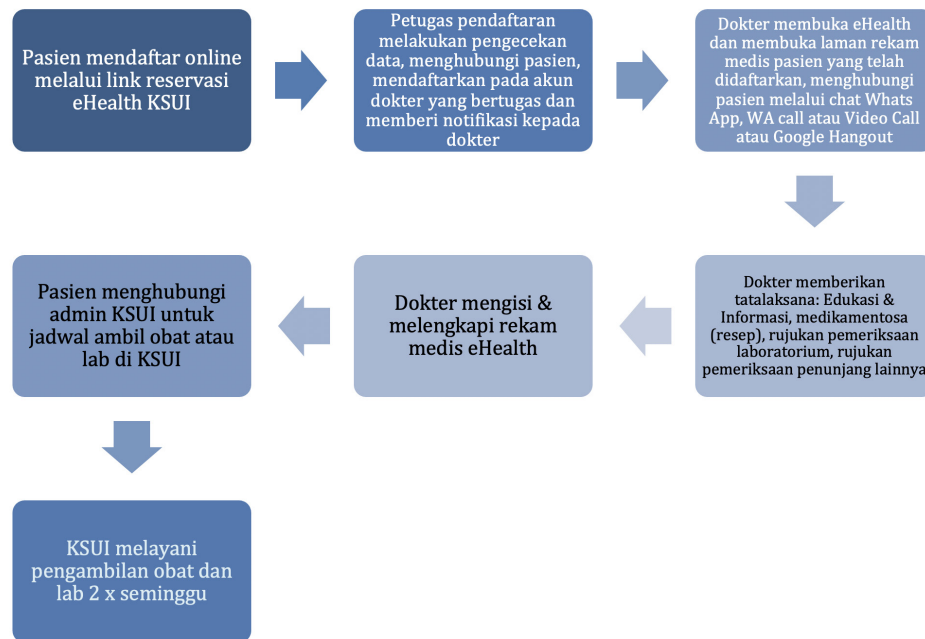 Pasien mendaftar online
melalui link reservasi
eHealth KSUI
Petugas pendaftaran
melakukan pengecekan
data, menghubungi pasien,
mendaftarkan pada akun
dokter yang bertugas dan
memberi notifikasi kepada
dokter
Dokter membuka eHealth
dan membuka laman rekam
medis pasien yang telah
didaftarkan, menghubungi
pasien melalui chat Whats
App, WA call atau Video Call
atau Google Hangout
Dokter memberikan
tatalaksana: Edukasi &
Informasi, medikamentosa
(resep), rujukan pemeriksaan
laboratorium, rujukan
pemeriksaan penunjang lainnya
Dokter mengisi &
melengkapi rekam
medis eHealth
Pasien menghubungi
admin KSUI untuk
jadwal ambil obat atau
lab di KSUI
KSUI melayani
pengambilan obat dan
lab 2 x seminggu